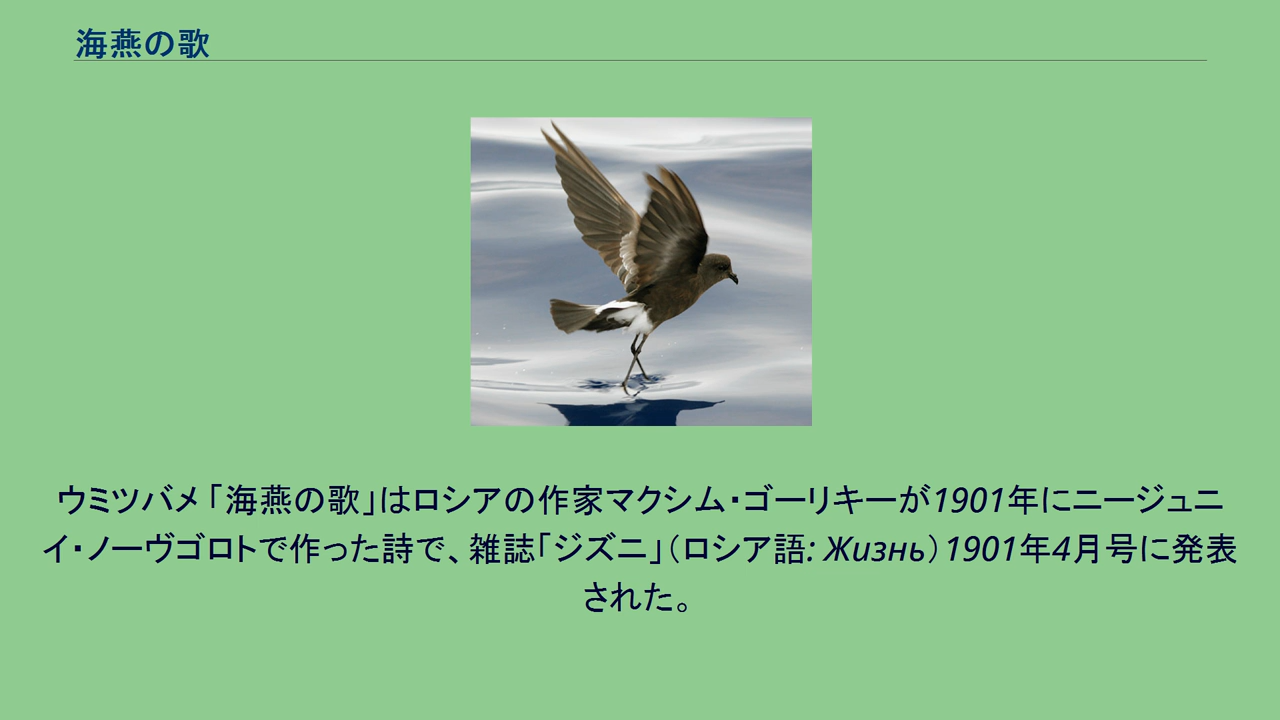 海燕の歌
ウミツバメ 「海燕の歌」はロシアの作家マクシム・ゴーリキーが1901年にニージュニ
イ・ノーヴゴロトで作った詩で、雑誌「ジズニ」（ロシア語: Жизнь）1901年4月号に発表
された。